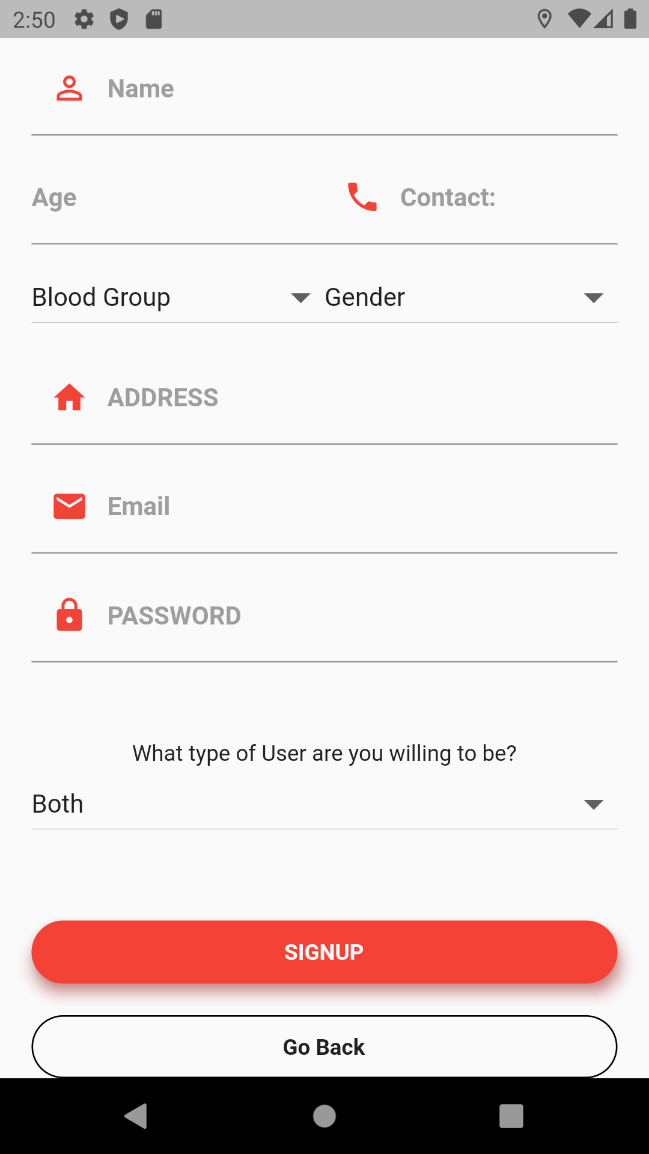 2:50
Name
Age Contact:
Blood Group Gender
ADDRESS
Email
PASSWORD
What type of User are you willing to be?
Both
SIGNUP
Go Back